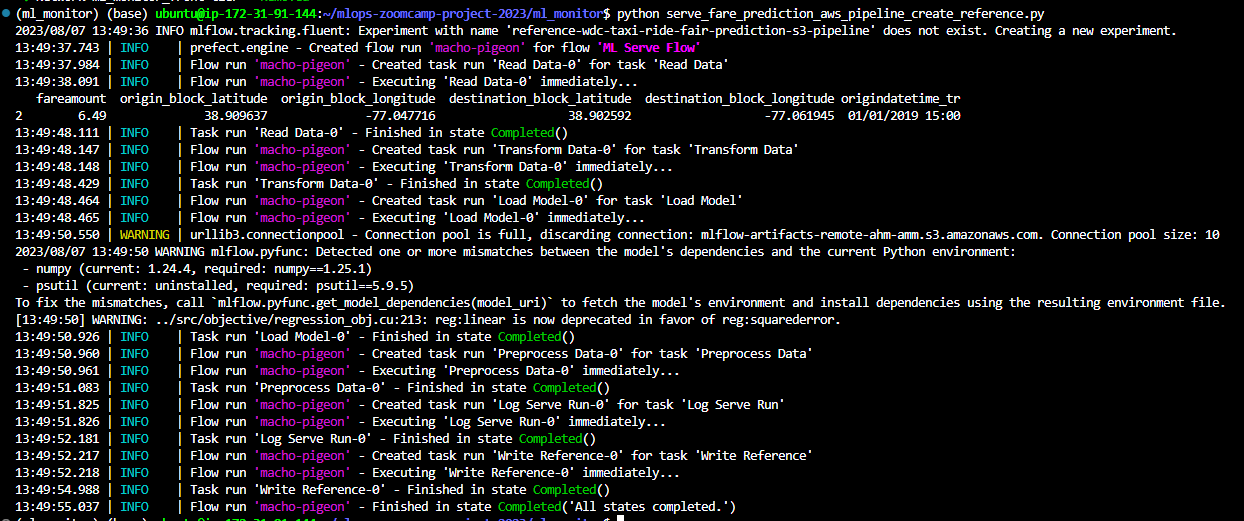 (ml_monitor) (base) ubuntu@ip-172-31-91-144:~/mlops-zoomcamp-project-2023/ml_monitor$ python serve_fare_prediction_aws_pipeline_create_reference.py
2023/08/07 13:49:36 INFO mlflow.tracking.fluent: Experiment with name 'reference-wdc-taxi-ride-fair-prediction-s3-pipeline' does not exist. Creating a new experiment.
13:49:37.743 | INFO    | prefect.engine - Created flow run 'macho-pigeon' for flow 'ML Serve Flow'
13:49:37.984 | INFO    | Flow run 'macho-pigeon' - Created task run 'Read Data-0' for task 'Read Data'
13:49:38.091 | INFO    | Flow run 'macho-pigeon' - Executing 'Read Data-0' immediately...
   fareamount  origin_block_latitude  origin_block_longitude  destination_block_latitude  destination_block_longitude origindatetime_tr
2        6.49              38.909637              -77.047716                   38.902592                   -77.061945  01/01/2019 15:00
13:49:48.111 | INFO    | Task run 'Read Data-0' - Finished in state Completed()
13:49:48.147 | INFO    | Flow run 'macho-pigeon' - Created task run 'Transform Data-0' for task 'Transform Data'
13:49:48.148 | INFO    | Flow run 'macho-pigeon' - Executing 'Transform Data-0' immediately...
13:49:48.429 | INFO    | Task run 'Transform Data-0' - Finished in state Completed()
13:49:48.464 | INFO    | Flow run 'macho-pigeon' - Created task run 'Load Model-0' for task 'Load Model'
13:49:48.465 | INFO    | Flow run 'macho-pigeon' - Executing 'Load Model-0' immediately...
13:49:50.550 | WARNING | urllib3.connectionpool - Connection pool is full, discarding connection: mlflow-artifacts-remote-ahm-amm.s3.amazonaws.com. Connection pool size: 10
2023/08/07 13:49:50 WARNING mlflow.pyfunc: Detected one or more mismatches between the model's dependencies and the current Python environment:
 - numpy (current: 1.24.4, required: numpy==1.25.1)
 - psutil (current: uninstalled, required: psutil==5.9.5)
To fix the mismatches, call `mlflow.pyfunc.get_model_dependencies(model_uri)` to fetch the model's environment and install dependencies using the resulting environment file.
[13:49:50] WARNING: ../src/objective/regression_obj.cu:213: reg:linear is now deprecated in favor of reg:squarederror.
13:49:50.926 | INFO    | Task run 'Load Model-0' - Finished in state Completed()
13:49:50.960 | INFO    | Flow run 'macho-pigeon' - Created task run 'Preprocess Data-0' for task 'Preprocess Data'
13:49:50.961 | INFO    | Flow run 'macho-pigeon' - Executing 'Preprocess Data-0' immediately...
13:49:51.083 | INFO    | Task run 'Preprocess Data-0' - Finished in state Completed()
13:49:51.825 | INFO    | Flow run 'macho-pigeon' - Created task run 'Log Serve Run-0' for task 'Log Serve Run'
13:49:51.826 | INFO    | Flow run 'macho-pigeon' - Executing 'Log Serve Run-0' immediately...
13:49:52.181 | INFO    | Task run 'Log Serve Run-0' - Finished in state Completed()
13:49:52.217 | INFO    | Flow run 'macho-pigeon' - Created task run 'Write Reference-0' for task 'Write Reference'
13:49:52.218 | INFO    | Flow run 'macho-pigeon' - Executing 'Write Reference-0' immediately...
13:49:54.988 | INFO    | Task run 'Write Reference-0' - Finished in state Completed()
13:49:55.037 | INFO    | Flow run 'macho-pigeon' - Finished in state Completed('All states completed.')
(ml_monitor) (base) ubuntu@ip-172-31-91-144:~/mlops-zoomcamp-project-2023/ml_monitor$